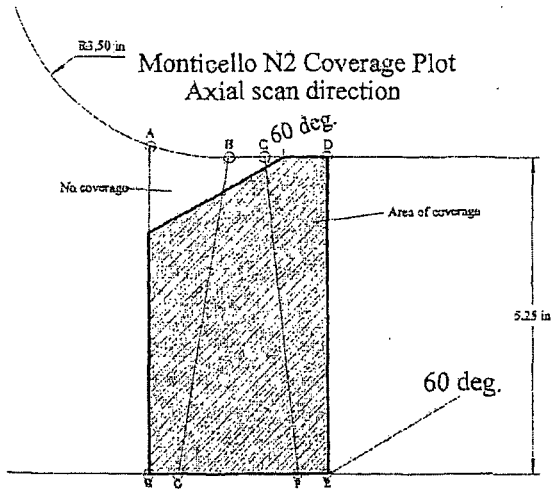 R3.50 in
Monticello N2 Coverage Plot
Axial scan direction
A
B
C
60 deg.
D
No coverage
Area of coverage
5.25 in
60 deg.
H
G
F
E